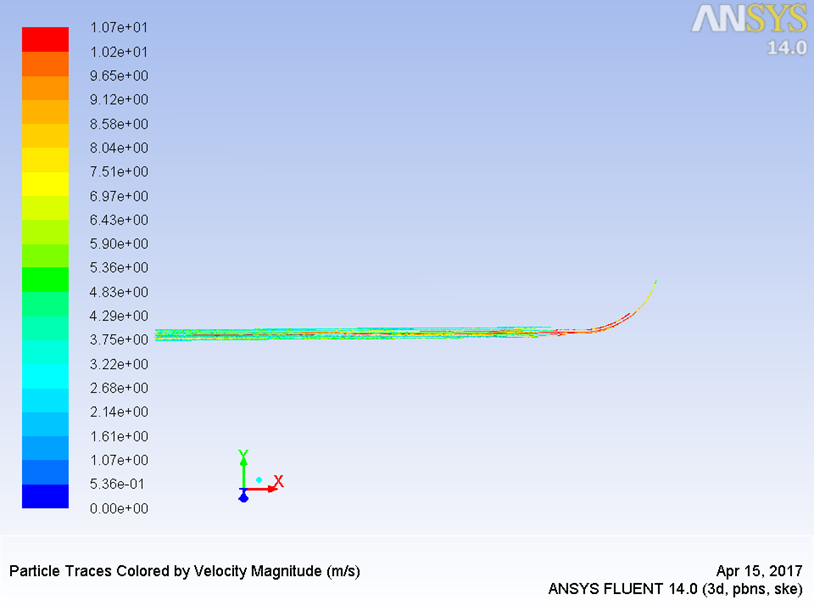 ANSYS
14.0
1.07e+01
1.02e+01
9.65e+00
9.12e+00
8.58e+00
8.04e+00
7.51e+00
6.97e+00
6.43e+00
5.90e+00
5.36e+00
4.83e+00
4.29e+00
3.75e+00
3.22e+00
2.68e+00
2.14e+00
1.61e+00
1.07e+00
5.36e-01
0.00e+00
Y
X
Particle Traces Colored by Velocity Magnitude (m/s)
Apr 15, 2017
ANSYS FLUENT 14.0 (3d, pbns, ske)